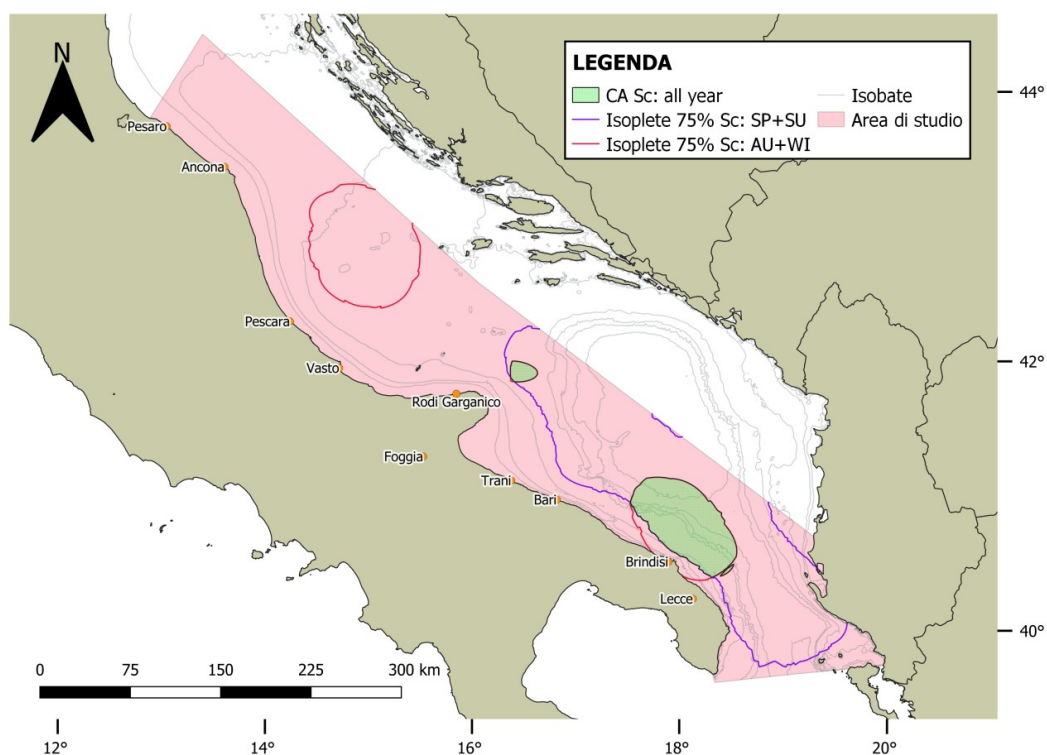 N
LEGENDA
CA Sc: all year
Isoplete 75% Sc: SP+SU
Isoplete 75% Sc: AU+WI
Isobate
Area di studio
44°
Pesaro
Ancona
42°
Pescara
Vasto
Rodi Garganico
Foggia
Trani
Bari
Brindisi
Lecce
40°
0 75 150 225 300 km
12° 14° 16° 18° 20°